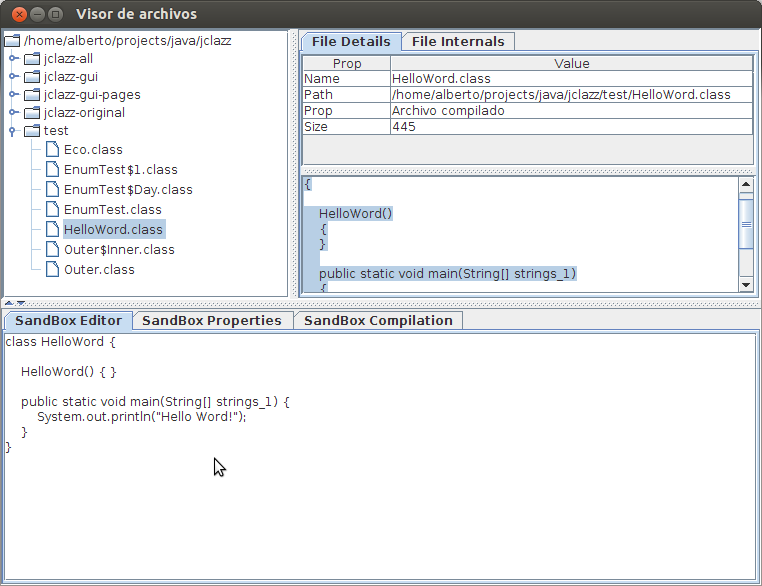 Visor de archivos
/home/alberto/projects/java/jclazz
jclazz-all
jclazz-gui
jclazz-gui-pages
jclazz-original
test
Eco.class
EnumTest$1.class
EnumTest$Day.class
EnumTest.class
HelloWord.class
Outer$Inner.class
Outer.class
File Details File Internals
Prop Value
Name HelloWord.class
Path /home/alberto/projects/java/jclazz/test/HelloWord.class
Prop Archivo compilado
Size 445
{
HelloWord()
{
}
public static void main(String[] strings_1)
{
SandBox Editor SandBox Properties SandBox Compilation
class HelloWord {
HelloWord() { }
public static void main(String[] strings_1) {
System.out.println("Hello Word!");
}
}